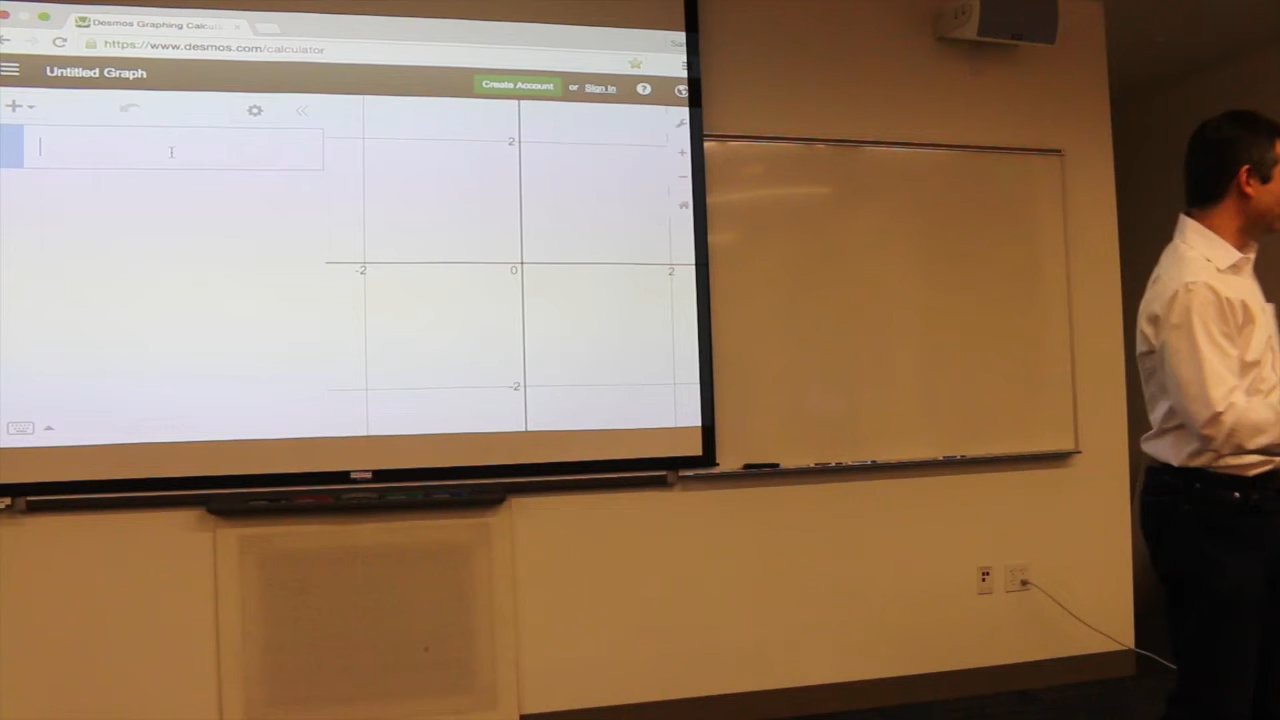 Desmos Graphing Calcul
https://www.desmos.com/calculator
Untitled Graph
Create Account or Sign In ?
2
-2 0 2
-2